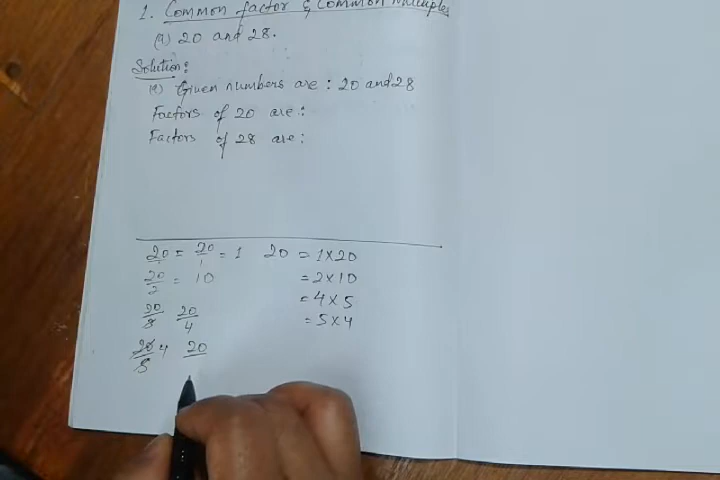 1. Common factor & Common Multiples
(a) 20 and 28.
Solution:
(a) Given numbers are : 20 and 28
Factors of 20 are :
Factors of 28 are :
20 = 20/1 = 1 20 = 1×20
20/2 = 10 = 2×10
20/3 20/4 = 4×5
= 5×4
20/5 4 20